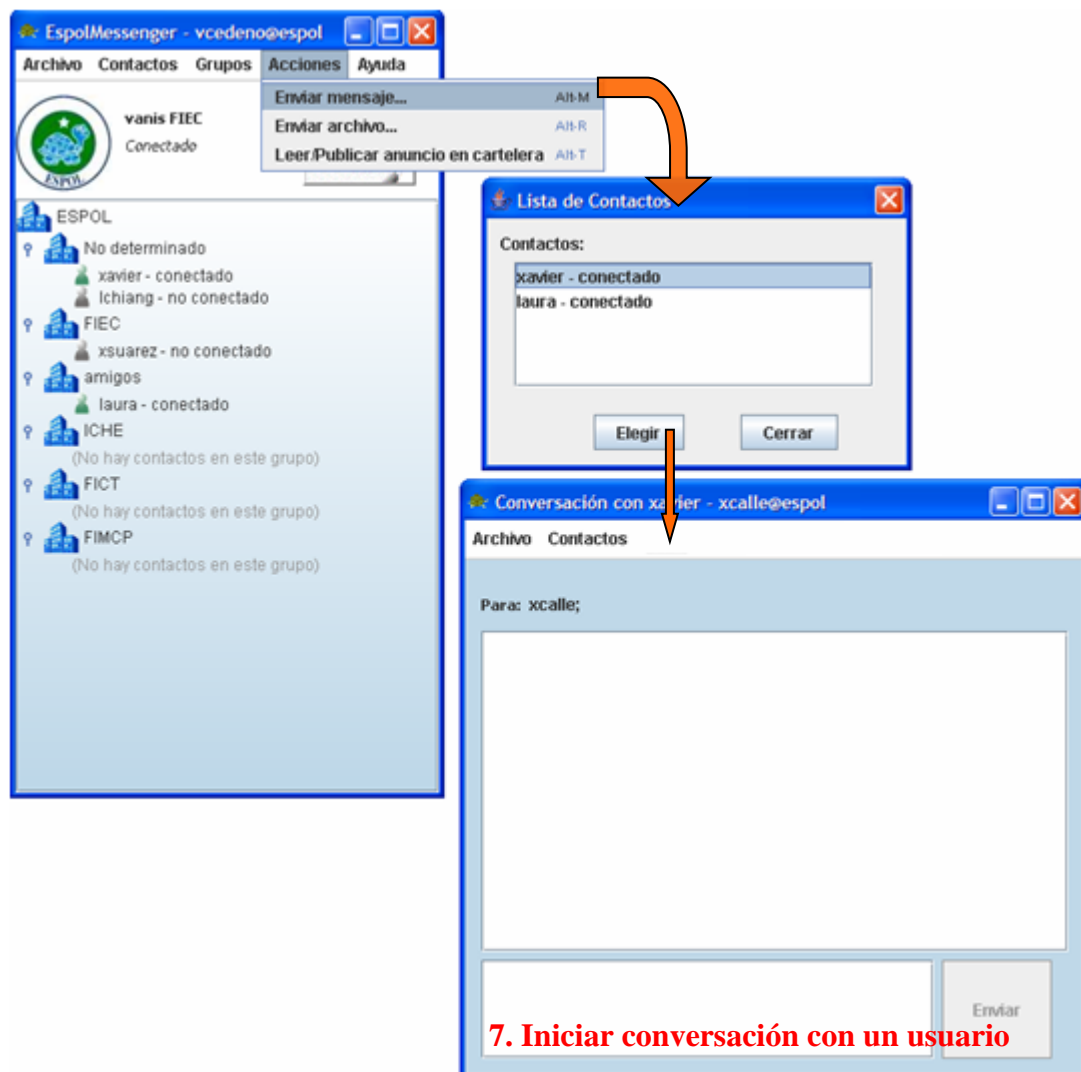 EspolMessenger - vcedeno@espol
Archivo Contactos Grupos Acciones Ayuda
Enviar mensaje... Alt-M
Enviar archivo... Alt-R
Leer/Publicar anuncio en cartelera Alt-T
vanis FIEC
Conectado
ESPOL
ESPOL
No determinado
xavier - conectado
lchiang - no conectado
FIEC
xsuarez - no conectado
amigos
laura - conectado
ICHE
(No hay contactos en este grupo)
FICT
(No hay contactos en este grupo)
FIMCP
(No hay contactos en este grupo)
Lista de Contactos
Contactos:
xavier - conectado
laura - conectado
Elegir Cerrar
Conversación con xavier - xcalle@espol
Archivo Contactos
Para: xcalle;
Enviar
7. Iniciar conversación con un usuario